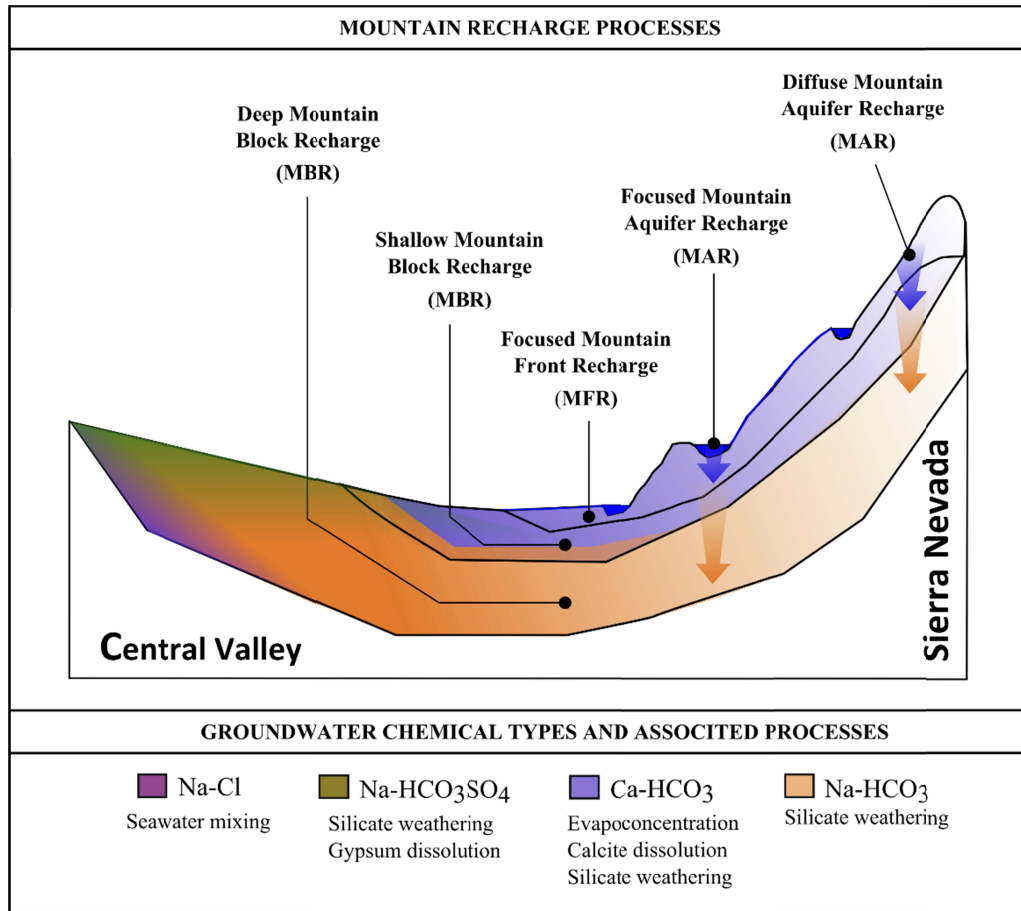 MOUNTAIN RECHARGE PROCESSES
Diffuse Mountain
Aquifer Recharge
(MAR)
Deep Mountain
Block Recharge
(MBR)
Focused Mountain
Aquifer Recharge
(MAR)
Shallow Mountain
Block Recharge
(MBR)
Focused Mountain
Front Recharge
(MFR)
Central Valley
Sierra Nevada
GROUNDWATER CHEMICAL TYPES AND ASSOCITED PROCESSES
Na-Cl
Seawater mixing
Na-HCO₃SO₄
Silicate weathering
Gypsum dissolution
Ca-HCO₃
Evapoconcentration
Calcite dissolution
Silicate weathering
Na-HCO₃
Silicate weathering